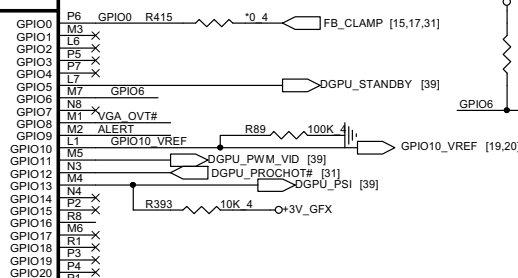 GPIO0 P6 GPIO0 R415 *0_4 FB_CLAMP [15,17,31]
GPIO1 M3
GPIO2 L6
GPIO3 P5
GPIO4 P7
GPIO5 L7 DGPU_STANDBY [39]
GPIO6 M7 GPIO6
GPIO7 N8
GPIO8 M1 VGA_OVT#
GPIO9 M2 ALERT R89 100K_4
GPIO10 L1 GPIO10_VREF GPIO10_VREF [19,20]
GPIO11 M5 DGPU_PWM_VID [39]
GPIO12 N3 DGPU_PROCHOT# [31]
GPIO13 M4 DGPU_PSI [39]
GPIO14 N4
GPIO15 P2 R393 10K_4 +3V_GFX
GPIO16 R8
GPIO17 M6
GPIO18 R1
GPIO19 P3
GPIO20 P4
GPIO6